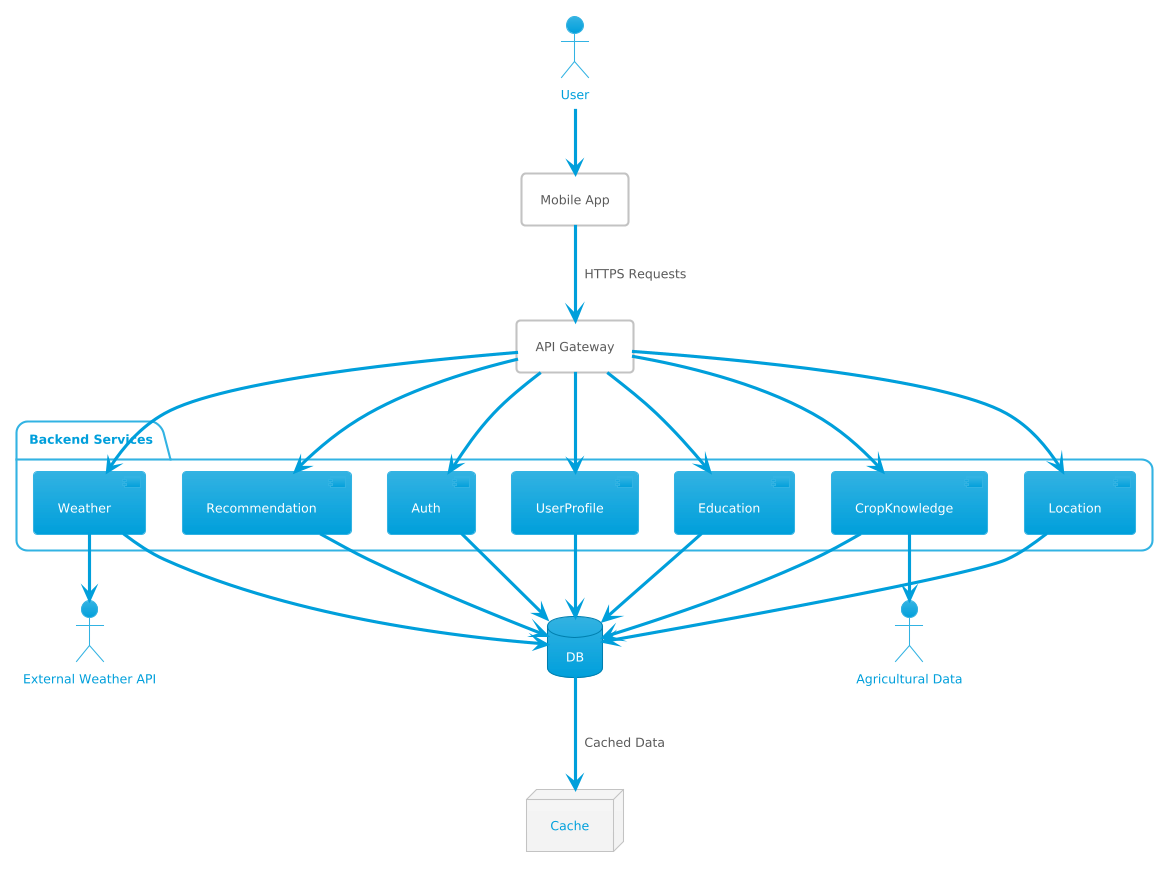 User
Mobile App
HTTPS Requests
API Gateway
Backend Services
Weather
Recommendation
Auth
UserProfile
Education
CropKnowledge
Location
DB
External Weather API
Agricultural Data
Cached Data
Cache